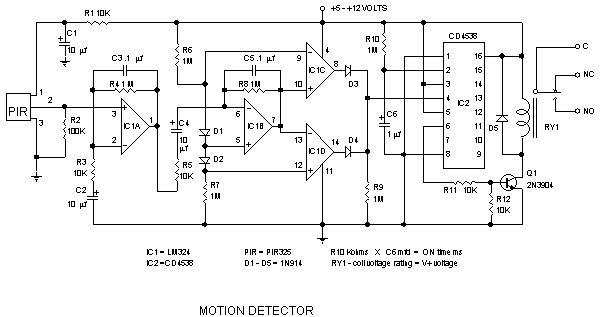 +5 - +12 VOLTS
R1 10K
C1
10 µf
C3 .1 µf
R4 1M
R6
1M
C5 .1 µf
R8 1M
R10
1M
CD4538
IC1C
4
9
8
10
11
D3
1
2
3
4
5
6
7
8
16
15
14
13
12
11
10
9
IC2
C
NC
NO
RY1
D5
PIR
1
2
3
R2
100K
3
2
1
IC1A
C4
10
µf
D1
D2
6
5
7
IC1B
13
12
14
IC1D
D4
C6
.1 µf
R3
10K
C2
10 µf
R5
10K
R7
1M
R9
1M
R11 10K
R12
10K
Q1
2N3904
IC1 = LM324
IC2 = CD4538
PIR = PIR325
D1 - D5 = 1N914
R10 kohms X C6 mfd = ON time ms
RY1 - coil voltage rating = V+ voltage
MOTION DETECTOR